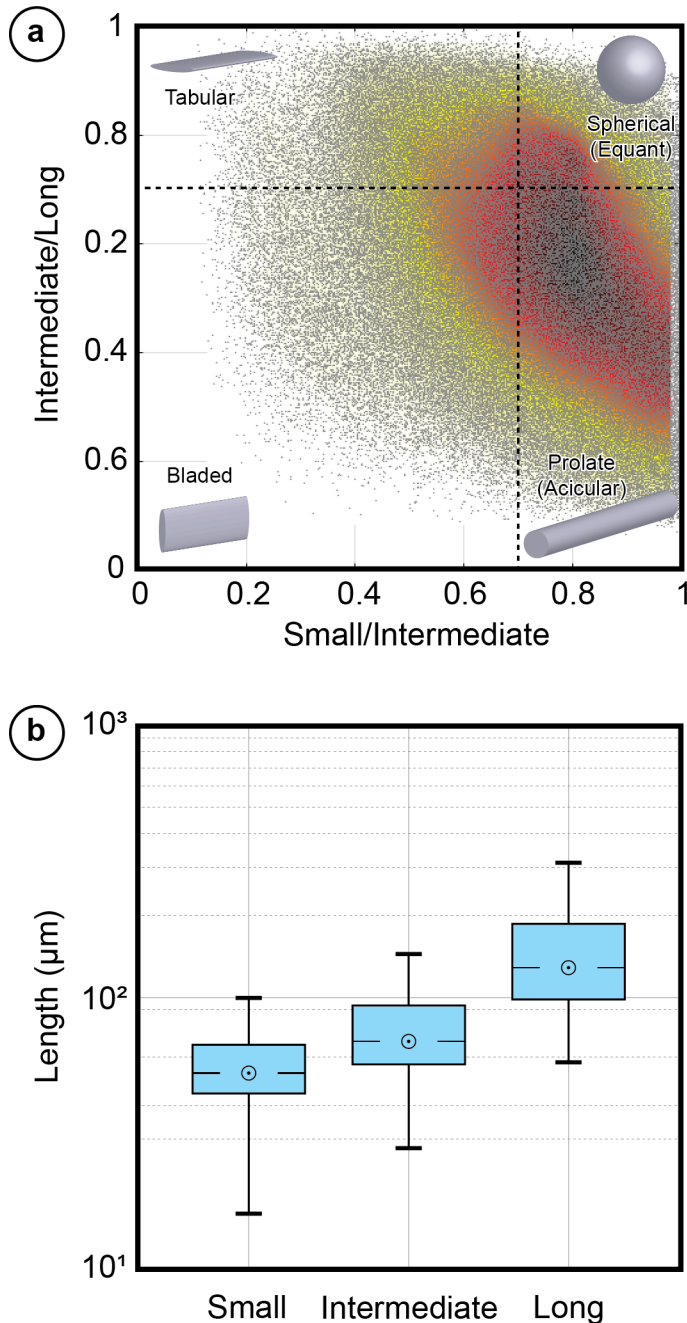 a
1
Tabular
Spherical
(Equant)
0.8
Intermediate/Long
0.2
0.4
0.6
Bladed
Prolate
(Acicular)
0
0 0.2 0.4 0.6 0.8 1
Small/Intermediate
b
10³
Length (µm)
10²
10¹
Small Intermediate Long